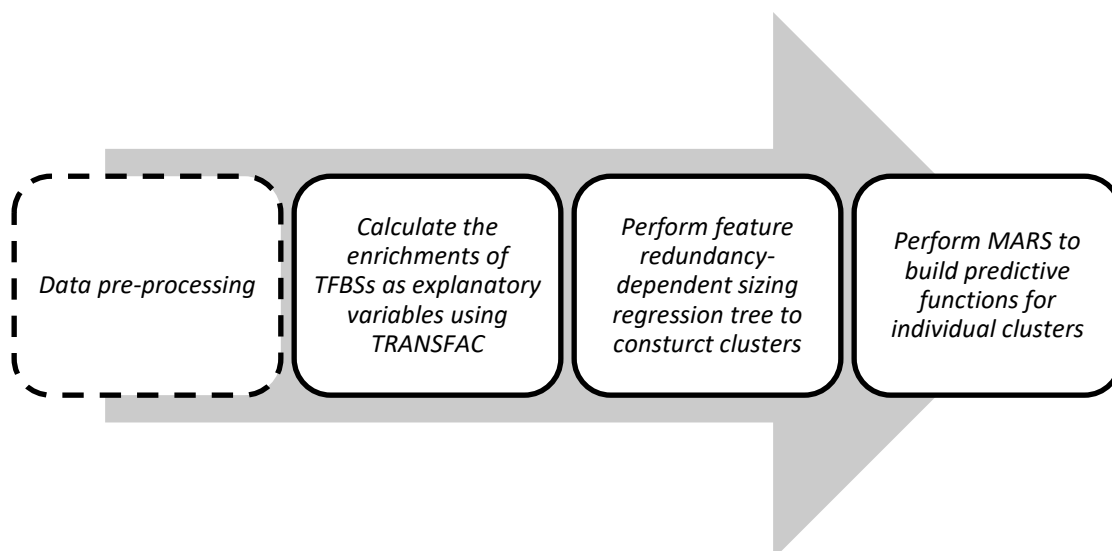 Data pre-processing
Calculate the
enrichments of
TFBSs as explanatory
variables using
TRANSFAC
Perform feature
redundancy-
dependent sizing
regression tree to
consturct clusters
Perform MARS to
build predictive
functions for
individual clusters